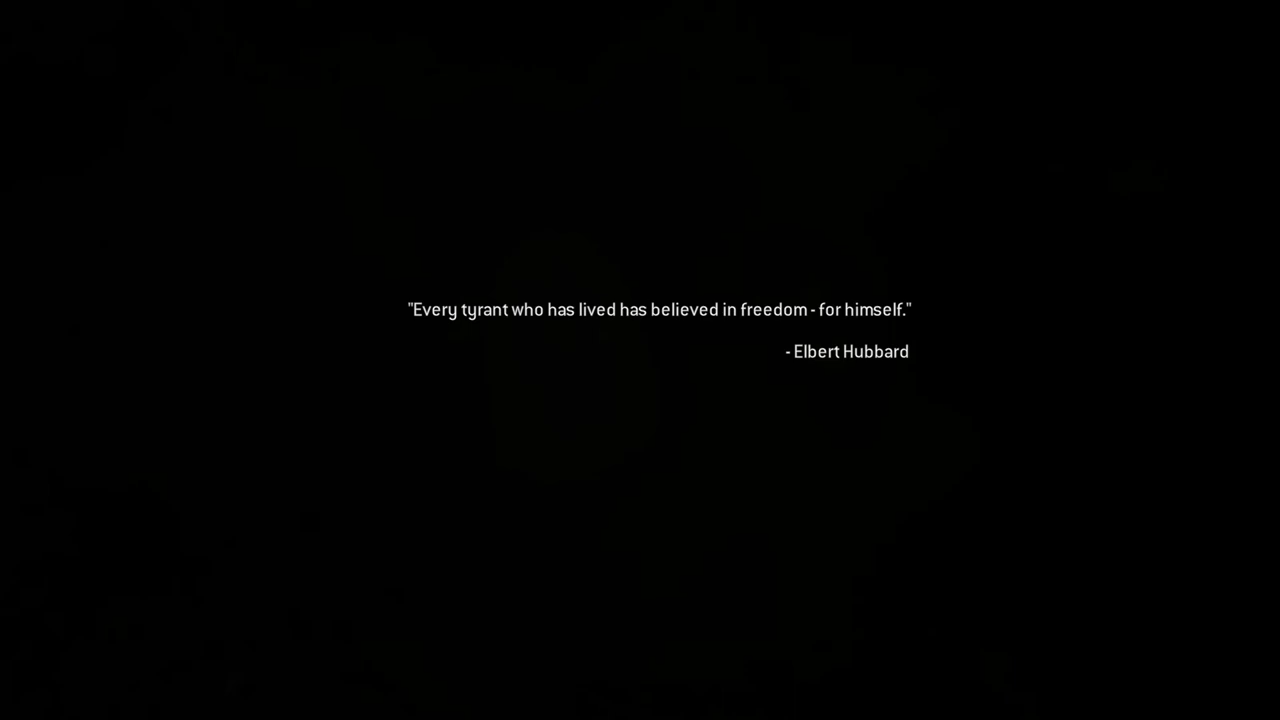 "Every tyrant who has lived has believed in freedom - for himself."
- Elbert Hubbard